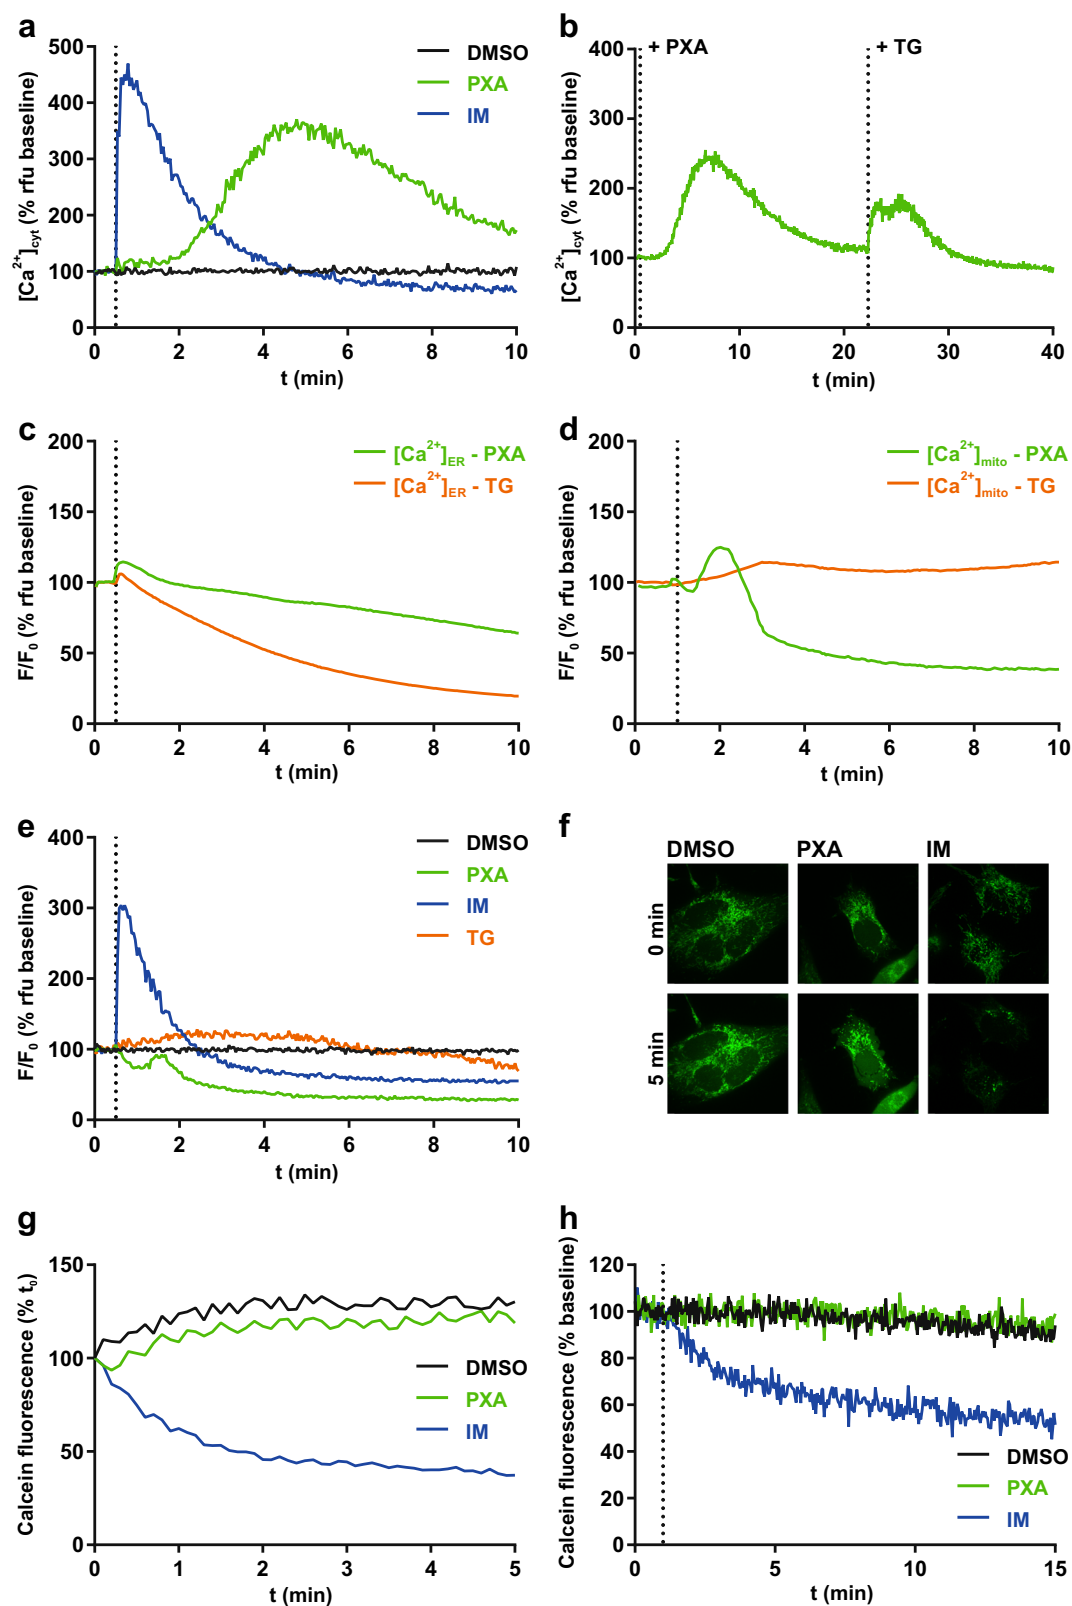 a
[Ca²⁺]cyt (% rfu baseline)
500
400
300
200
100
0
0 2 4 6 8 10
t (min)
DMSO
PXA
IM
b
+ PXA
+ TG
[Ca²⁺]cyt (% rfu baseline)
400
300
200
100
0
0 10 20 30 40
t (min)
c
F/F₀ (% rfu baseline)
200
150
100
50
0
0 2 4 6 8 10
t (min)
[Ca²⁺]ER - PXA
[Ca²⁺]ER - TG
d
F/F₀ (% rfu baseline)
200
150
100
50
0
0 2 4 6 8 10
t (min)
[Ca²⁺]mito - PXA
[Ca²⁺]mito - TG
e
F/F₀ (% rfu baseline)
400
300
200
100
0
0 2 4 6 8 10
t (min)
DMSO
PXA
IM
TG
f
DMSO PXA IM
0 min
5 min
g
Calcein fluorescence (% t₀)
150
100
50
0
0 1 2 3 4 5
t (min)
DMSO
PXA
IM
h
Calcein fluorescence (% baseline)
120
100
80
60
40
20
0
0 5 10 15
t (min)
DMSO
PXA
IM